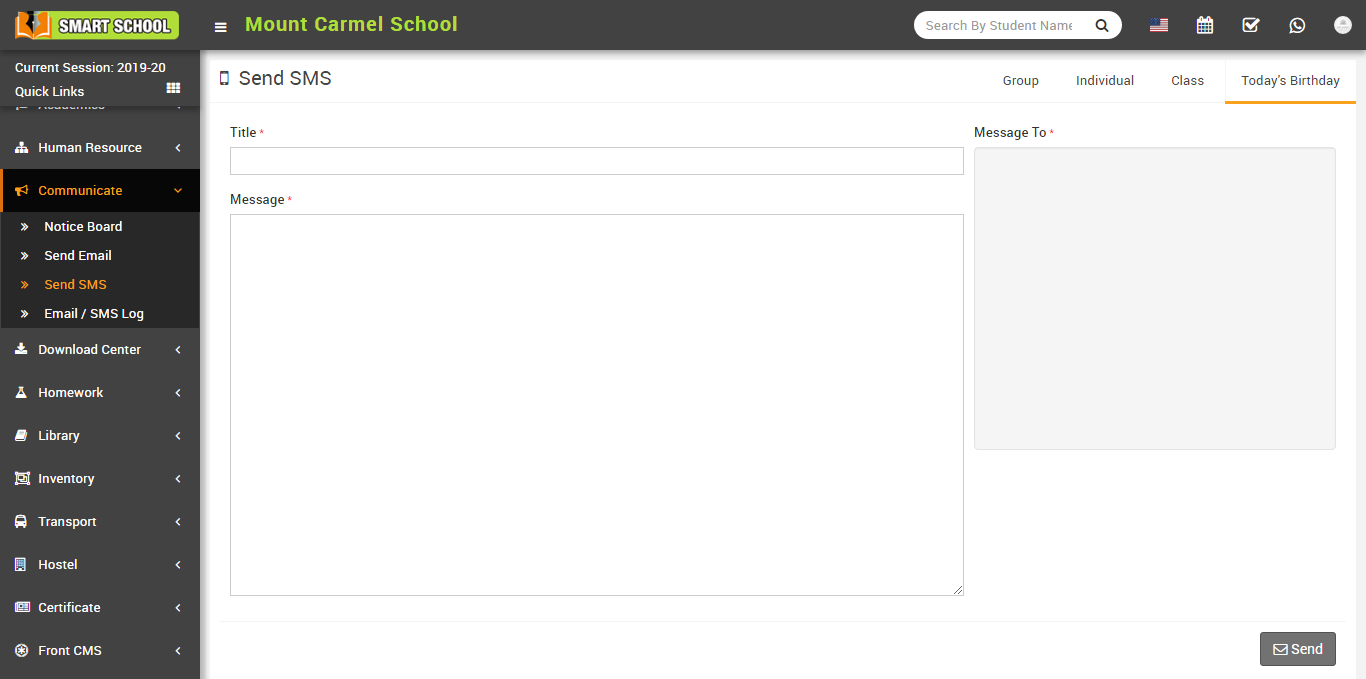 SMART SCHOOL
Mount Carmel School
Search By Student Name
Current Session: 2019-20
Quick Links
Academics
Human Resource
Communicate
Notice Board
Send Email
Send SMS
Email / SMS Log
Download Center
Homework
Library
Inventory
Transport
Hostel
Certificate
Front CMS
Send SMS
Group
Individual
Class
Today's Birthday
Title *
Message To *
Message *
Send